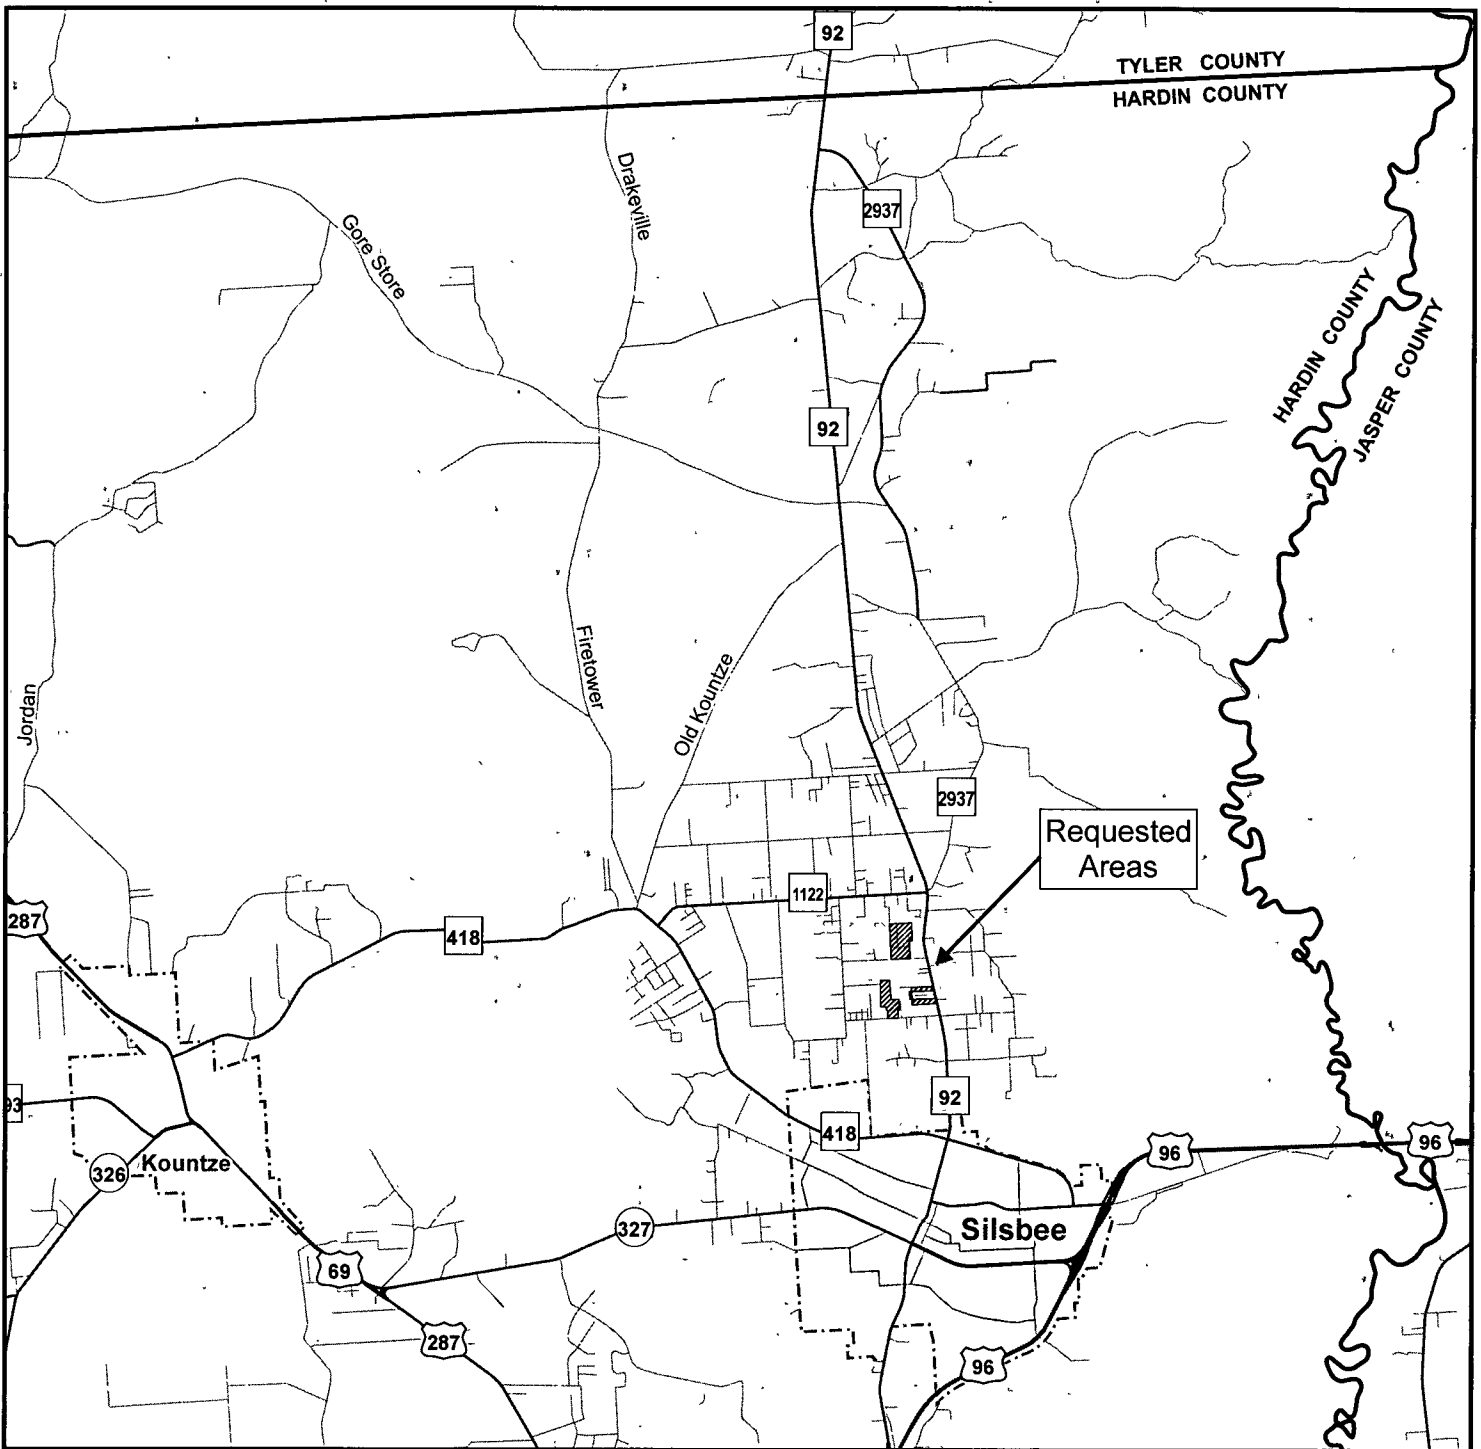 92
TYLER COUNTY
HARDIN COUNTY
Drakeville
2937
Gore Store
HARDIN COUNTY
JASPER COUNTY
92
Firetower
Old Kountze
Jordan
2937
Requested
Areas
1122
287
418
92
93
418
96
96
326
Kountze
327
Silsbee
69
287
96